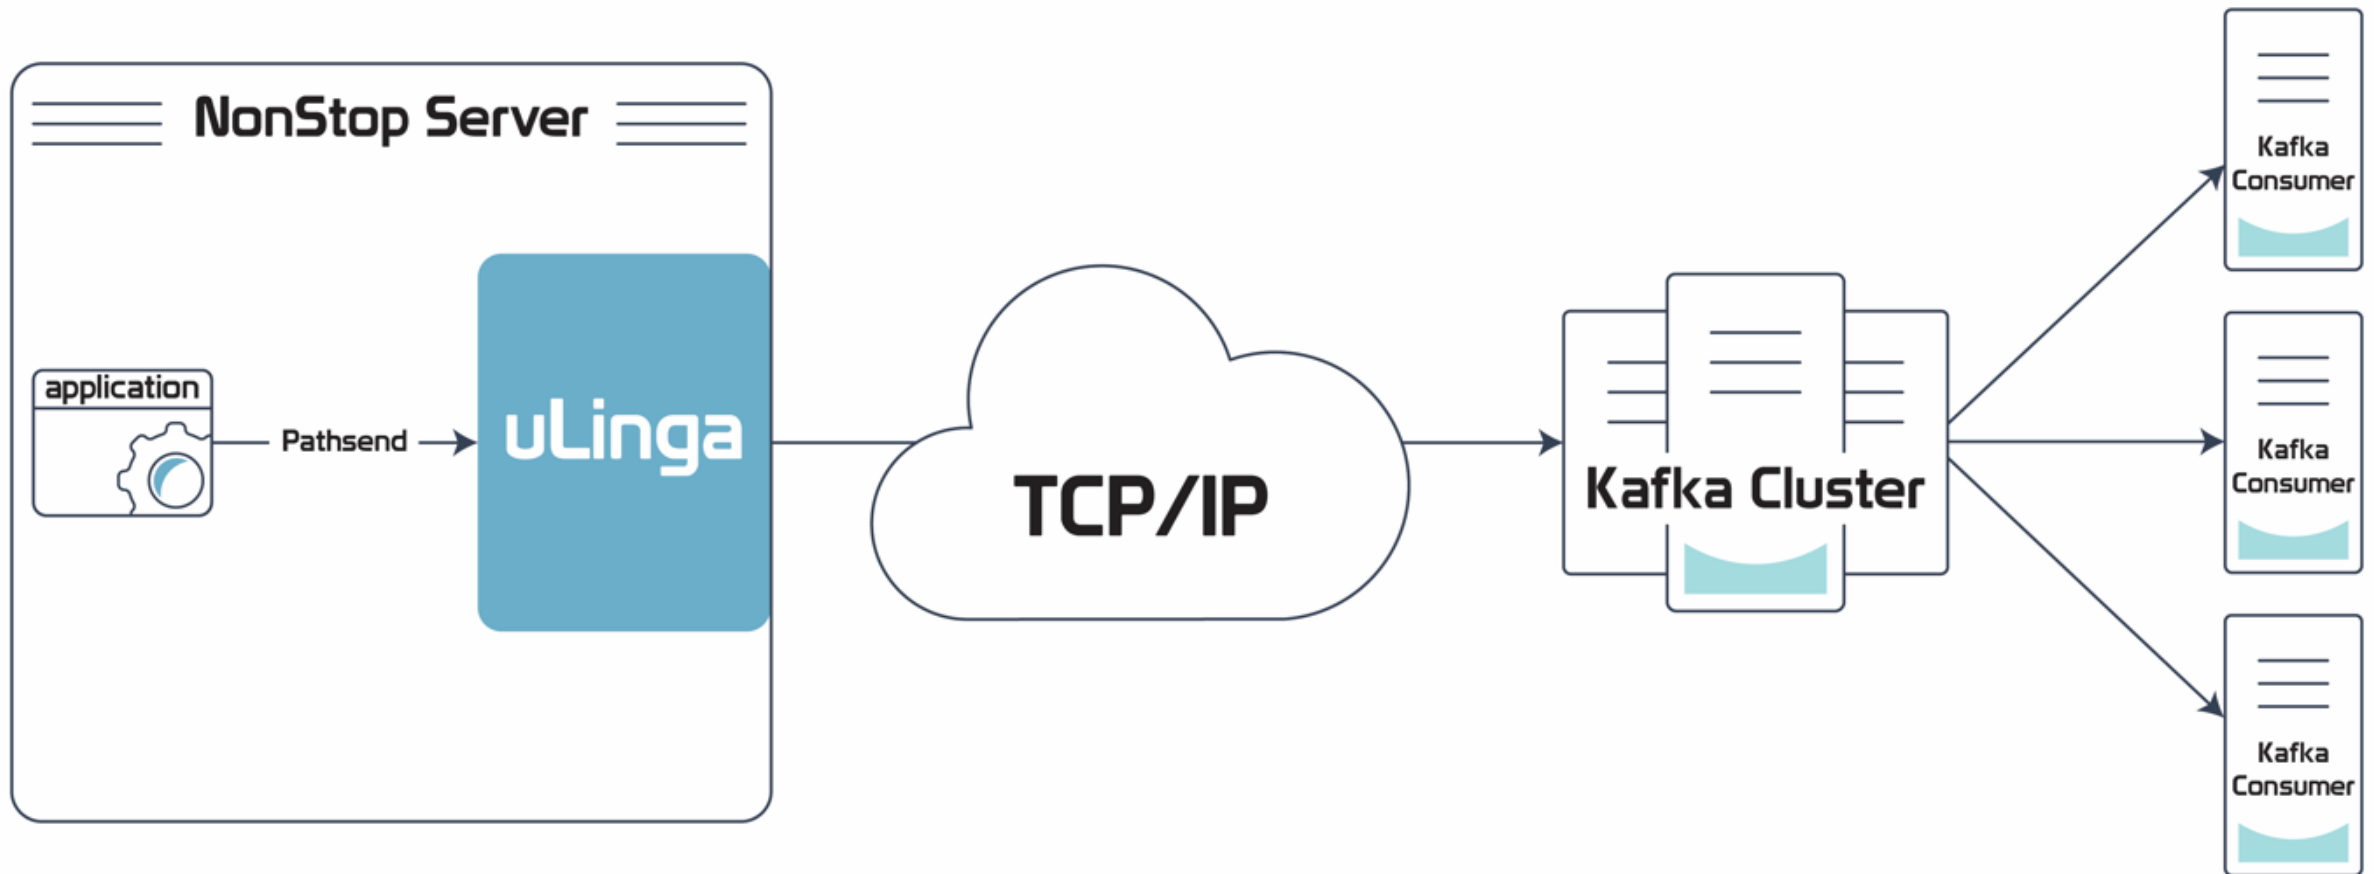 NonStop Server
application
Pathsend
uLinga
TCP/IP
Kafka Cluster
Kafka
Consumer
Kafka
Consumer
Kafka
Consumer